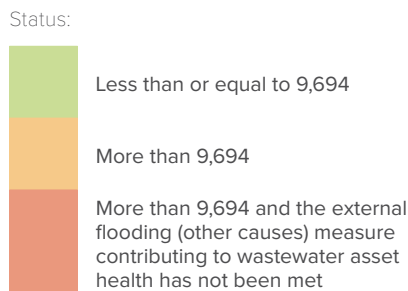 Status:
Less than or equal to 9,694
More than 9,694
More than 9,694 and the external
flooding (other causes) measure
contributing to wastewater asset
health has not been met